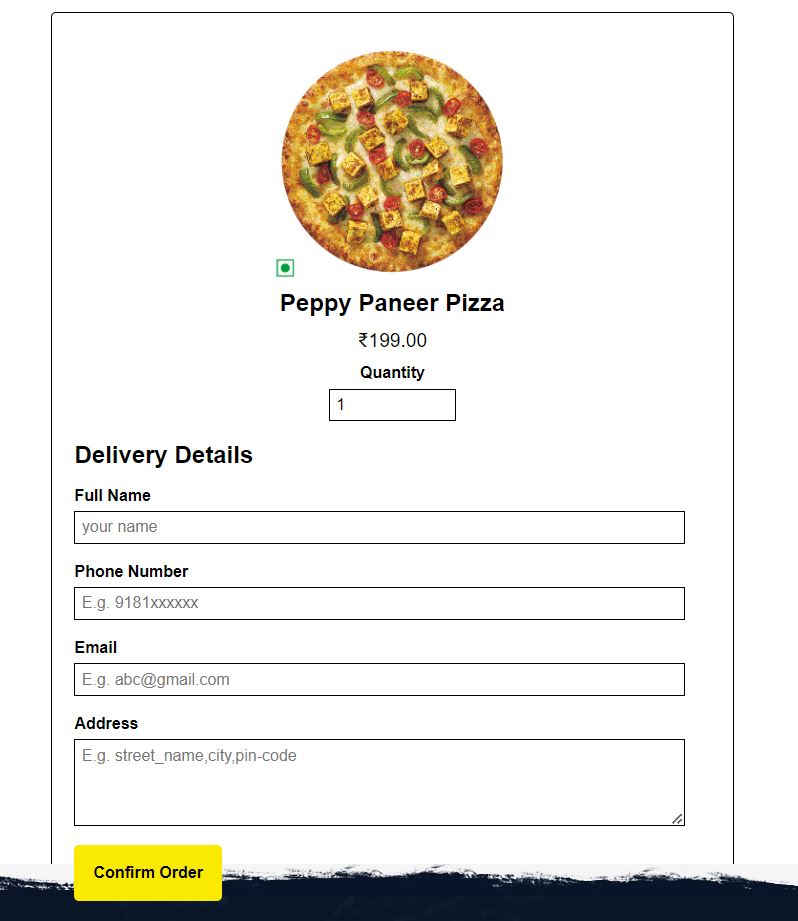 Peppy Paneer Pizza
₹199.00
Quantity
1
Delivery Details
Full Name
your name
Phone Number
E.g. 9181xxxxxx
Email
E.g. abc@gmail.com
Address
E.g. street_name,city,pin-code
Confirm Order